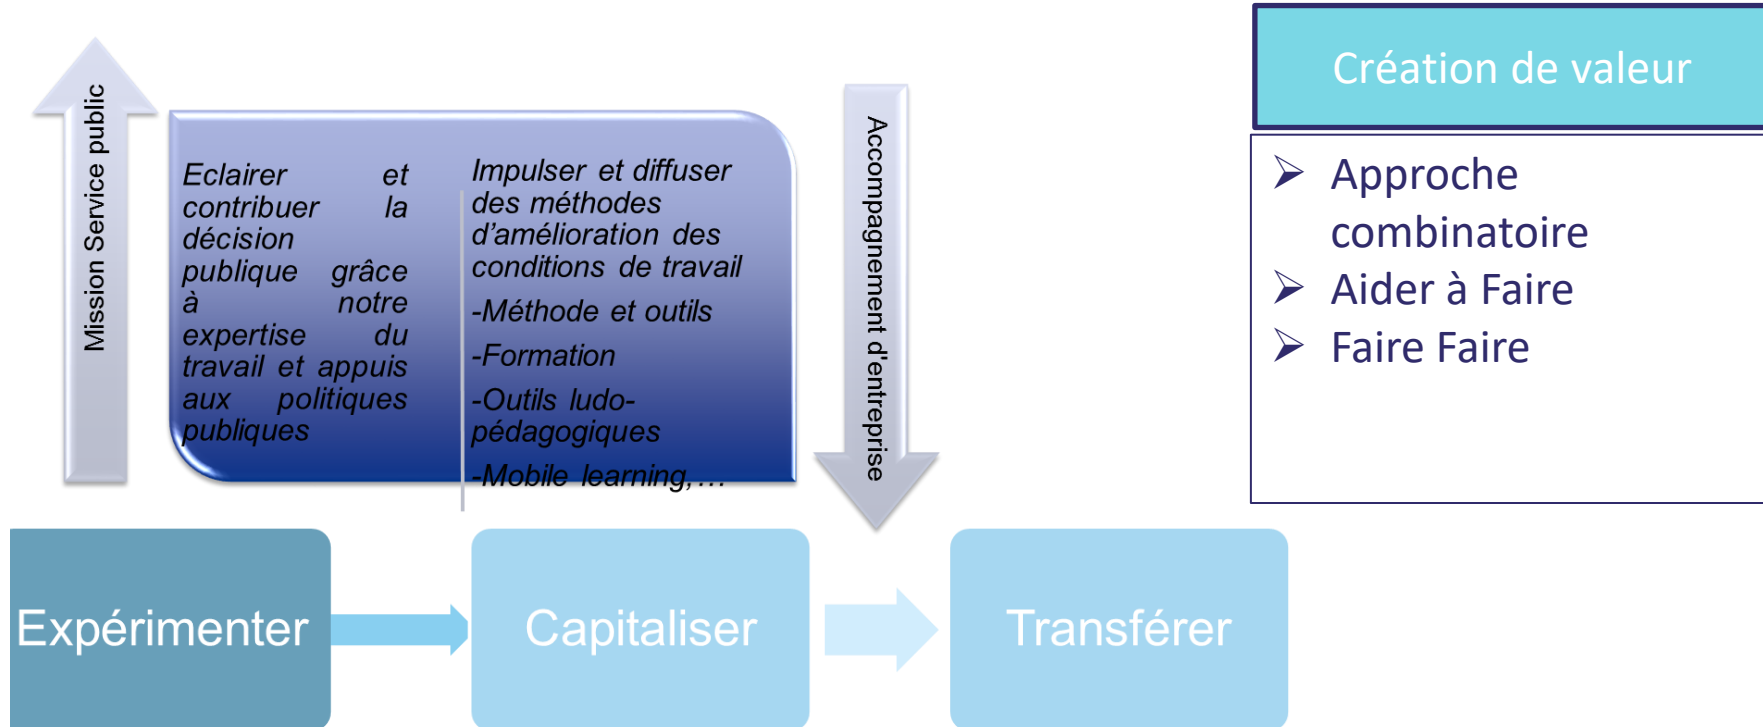 Mission Service public
Eclairer et
contribuer la
décision
publique grâce
à notre
expertise du
travail et appuis
aux politiques
publiques
Impulser et diffuser
des méthodes
d’amélioration des
conditions de travail
-Méthode et outils
-Formation
-Outils ludo-
pédagogiques
-Mobile learning,…
Accompagnement d'entreprise
Création de valeur
➢ Approche
combinatoire
➢ Aider à Faire
➢ Faire Faire
Expérimenter
Capitaliser
Transférer